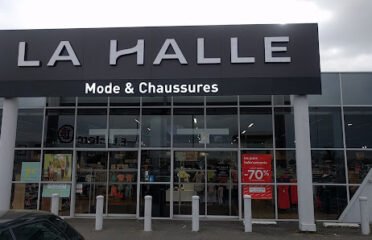 LA HALLE
Mode & Chaussures
-70%